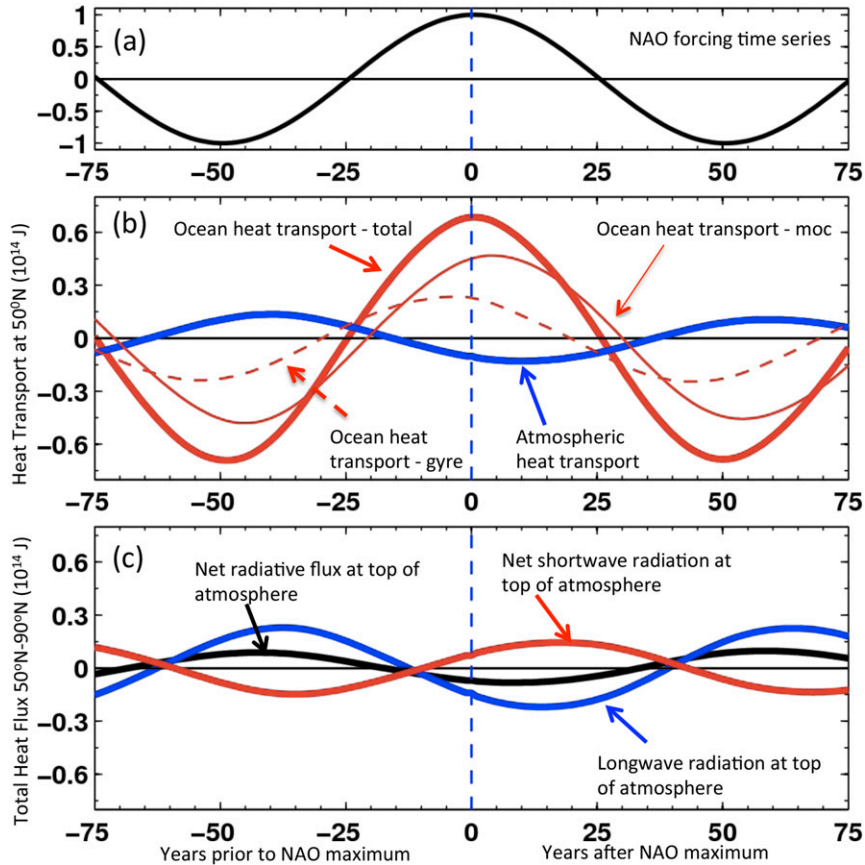 (a)
NAO forcing time series
1
0.5
0
-0.5
-1
-75 -50 -25 0 25 50 75
(b)
Ocean heat transport - total
Ocean heat transport - moc
Heat Transport at 50⁰N (10¹⁴ J)
0.6
0.3
0
-0.3
-0.6
Ocean heat
transport - gyre
Atmospheric
heat transport
-75 -50 -25 0 25 50 75
(c)
Net radiative flux at top of
atmosphere
Net shortwave radiation at
top of atmosphere
Total Heat Flux 50⁰N-90⁰N (10¹⁴ J)
0.6
0.3
0
-0.3
-0.6
Longwave radiation at top
of atmosphere
-75 -50 -25 0 25 50 75
Years prior to NAO maximum
Years after NAO maximum